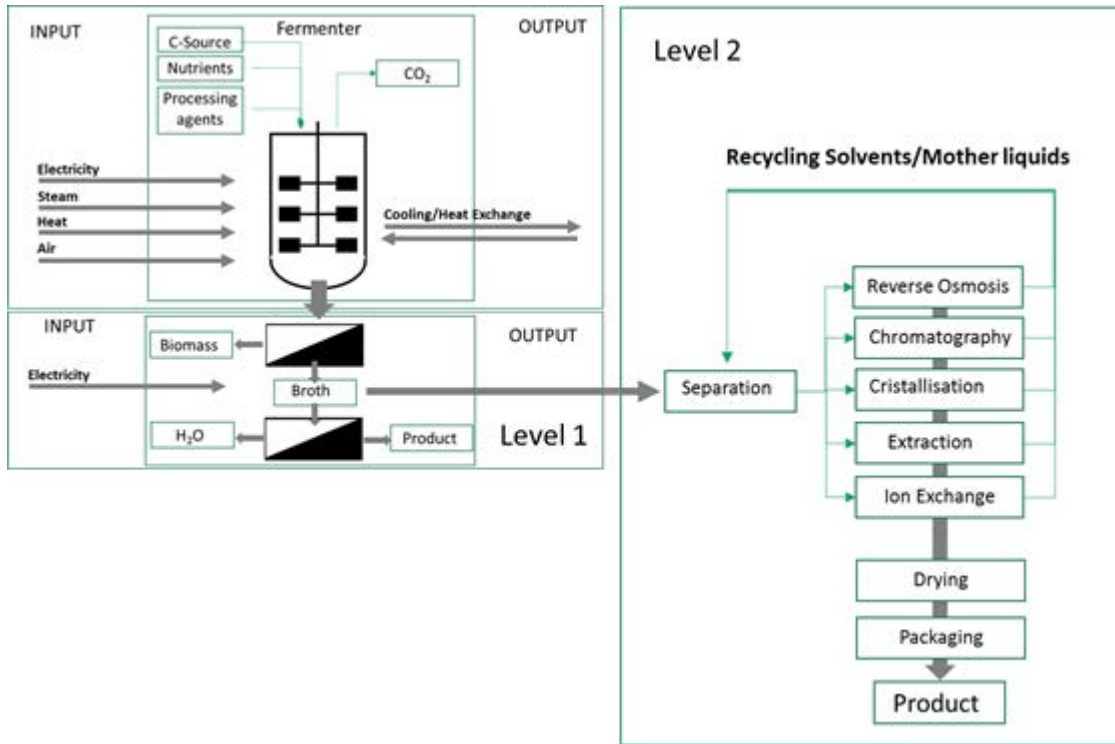 INPUT
Fermenter
OUTPUT
C-Source
Nutrients
Processing
agents
CO₂
Electricity
Steam
Heat
Air
Cooling/Heat Exchange
INPUT
OUTPUT
Biomass
Electricity
Broth
H₂O
Product
Level 1
Level 2
Recycling Solvents/Mother liquids
Separation
Reverse Osmosis
Chromatography
Cristallisation
Extraction
Ion Exchange
Drying
Packaging
Product